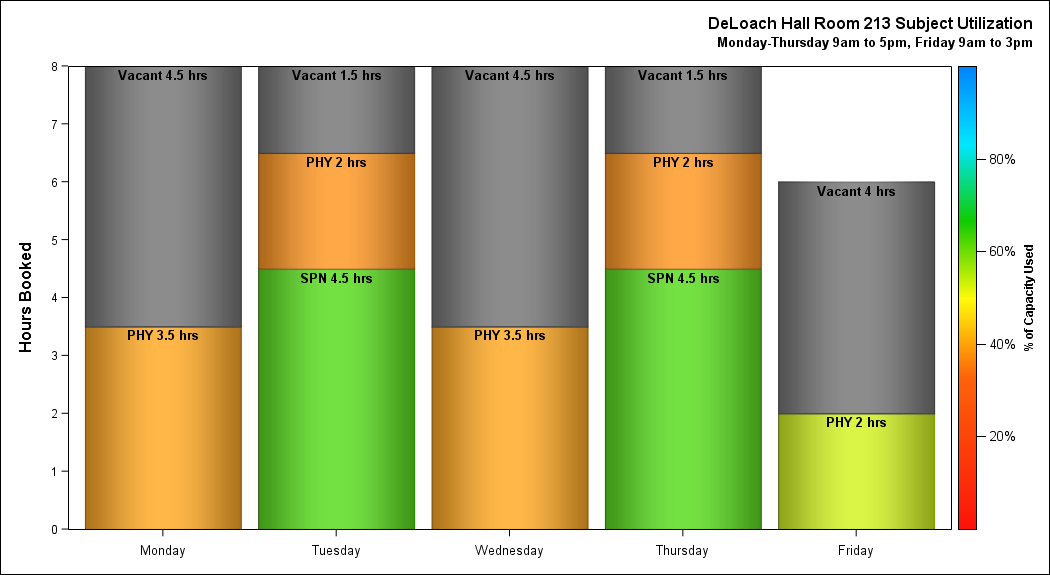 DeLoach Hall Room 213 Subject Utilization
Monday-Thursday 9am to 5pm, Friday 9am to 3pm
Hours Booked
8
7
6
5
4
3
2
1
0
Vacant 4.5 hrs
PHY 3.5 hrs
Vacant 1.5 hrs
PHY 2 hrs
SPN 4.5 hrs
Vacant 4.5 hrs
PHY 3.5 hrs
Vacant 1.5 hrs
PHY 2 hrs
SPN 4.5 hrs
Vacant 4 hrs
PHY 2 hrs
Monday
Tuesday
Wednesday
Thursday
Friday
80%
60%
40%
20%
% of Capacity Used